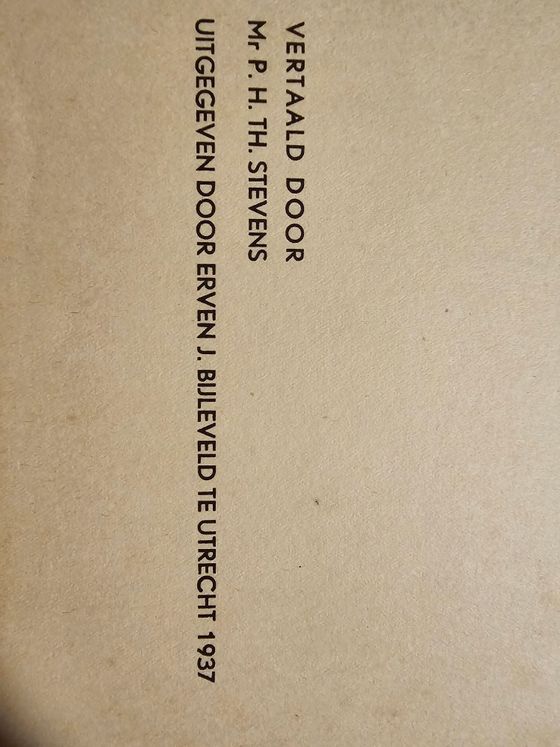 VERTAALD DOOR
Mr P. H. TH. STEVENS
UITGEGEVEN DOOR ERVEN J. BIJLEVELD TE UTRECHT 1937